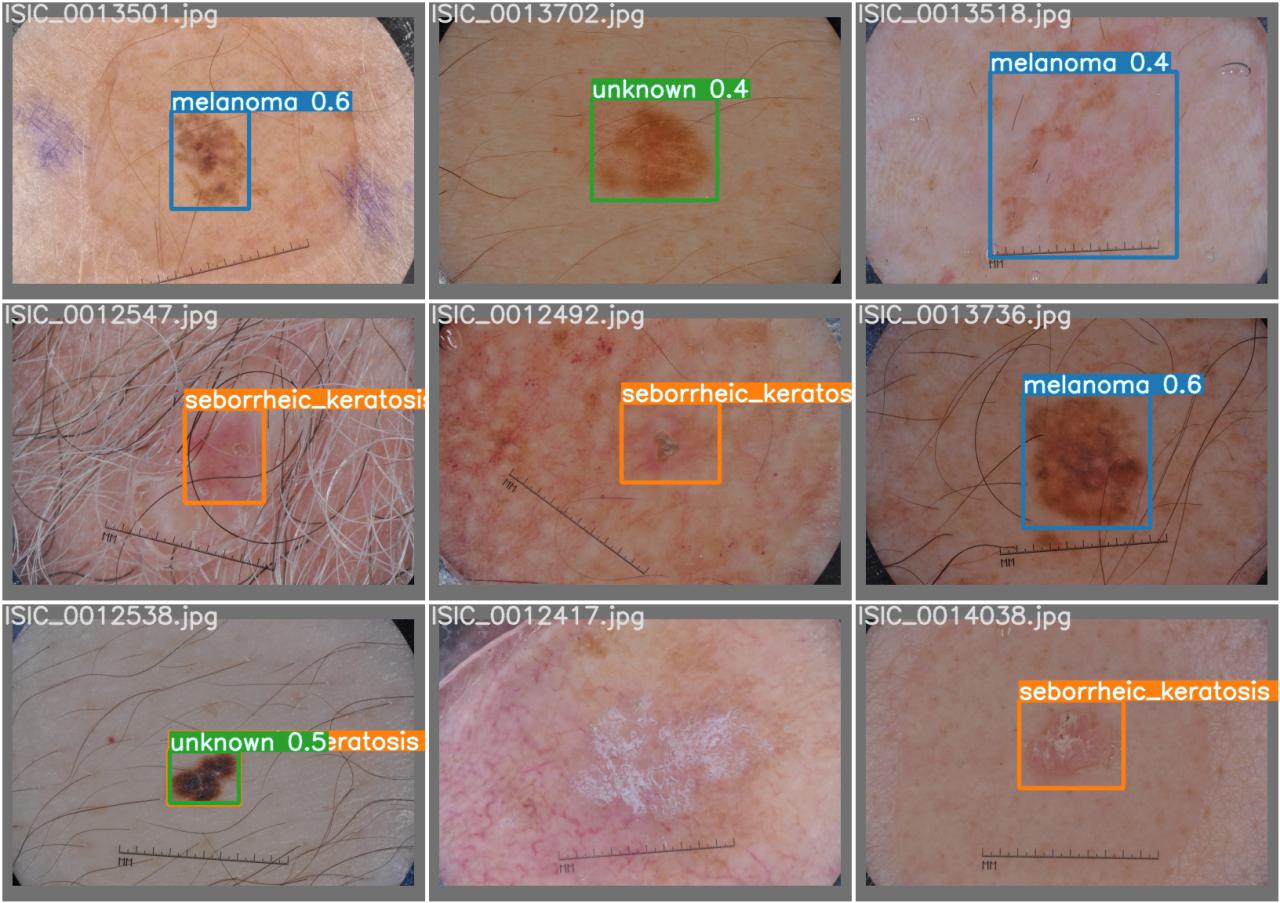 ISIC_0013501.jpg
melanoma 0.6
ISIC_0013702.jpg
unknown 0.4
ISIC_0013518.jpg
melanoma 0.4
MM
ISIC_0012547.jpg
seborrheic_keratosis
MM
ISIC_0012492.jpg
seborrheic_keratos
MM
ISIC_0013736.jpg
melanoma 0.6
MM
ISIC_0012538.jpg
unknown 0.5
eratosis
MM
ISIC_0012417.jpg
MM
ISIC_0014038.jpg
seborrheic_keratosis
MM